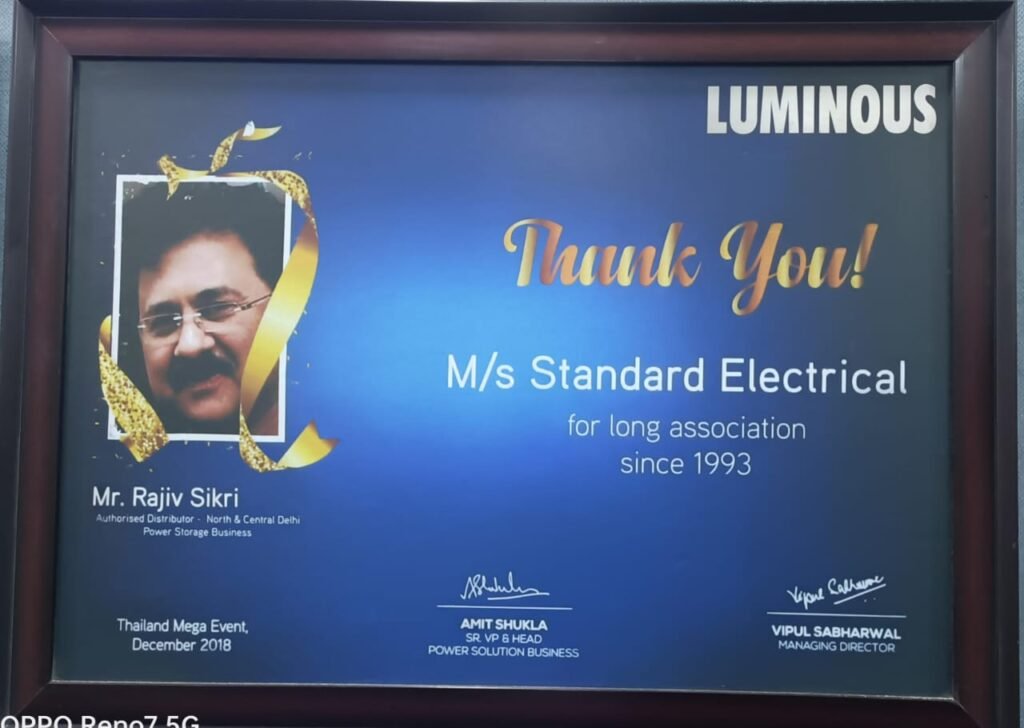 LUMINOUS
Thank You!
M/s Standard Electrical
for long association
since 1993
Mr. Rajiv Sikri
Authorised Distributor - North & Central Delhi
Power Storage Business
Thailand Mega Event,
December 2018
AMIT SHUKLA
SR. VP & HEAD
POWER SOLUTION BUSINESS
Vipul Sabharwal
VIPUL SABHARWAL
MANAGING DIRECTOR
OPPO Reno7 5G